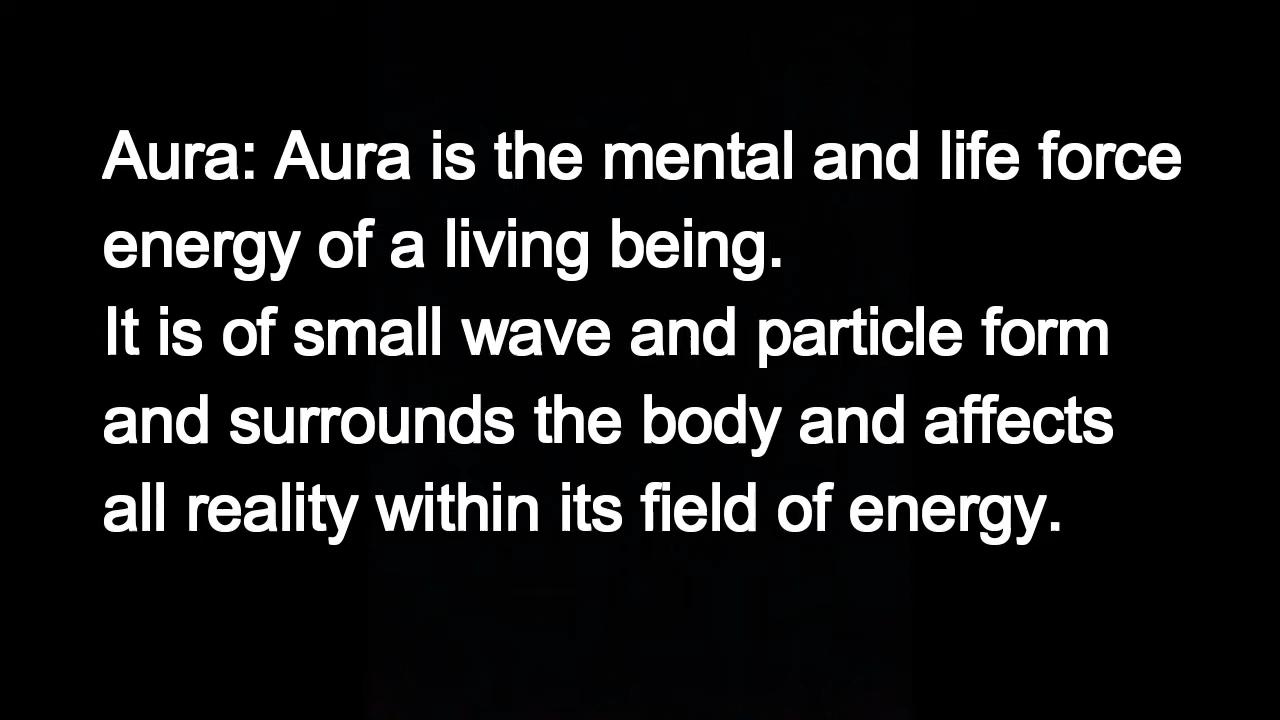 Aura: Aura is the mental and life force
energy of a living being.
It is of small wave and particle form
and surrounds the body and affects
all reality within its field of energy.